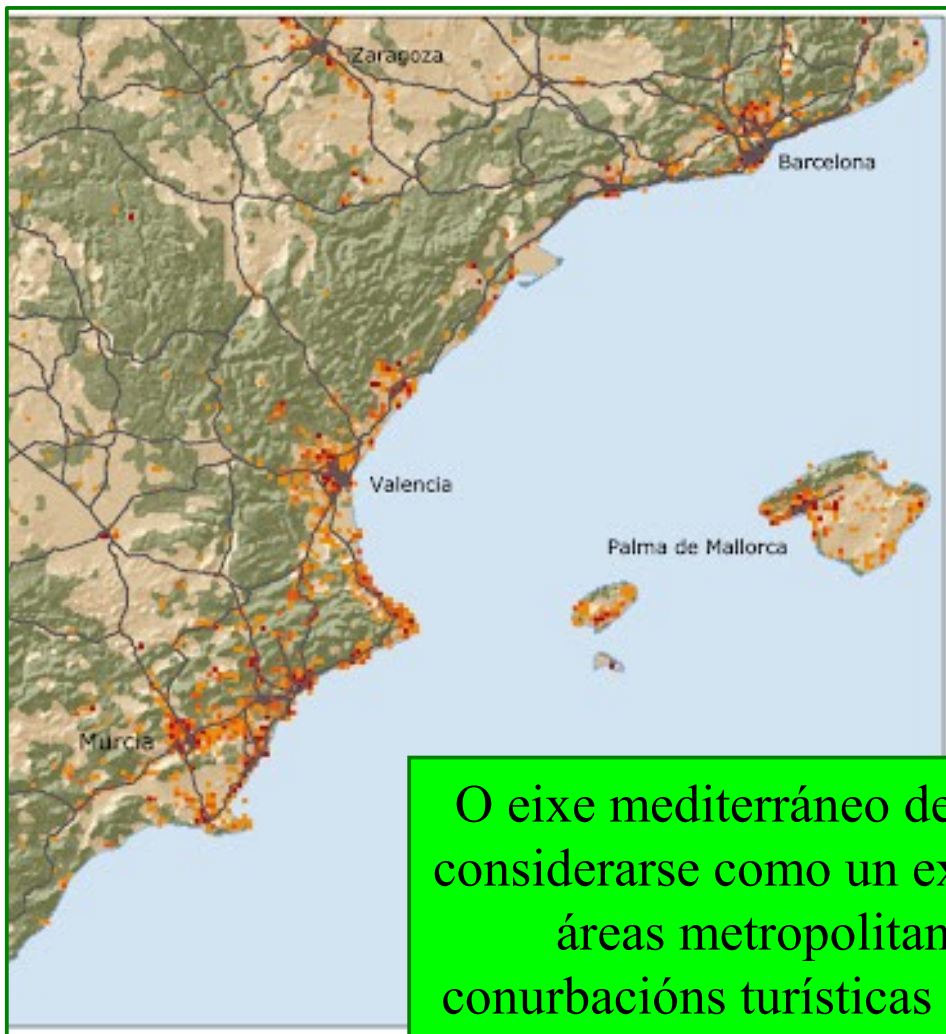 Zaragoza
Barcelona
Valencia
Palma de Mallorca
Murcia
O eixe mediterráneo de
considerarse como un ex
áreas metropolitan
conurbacións turísticas